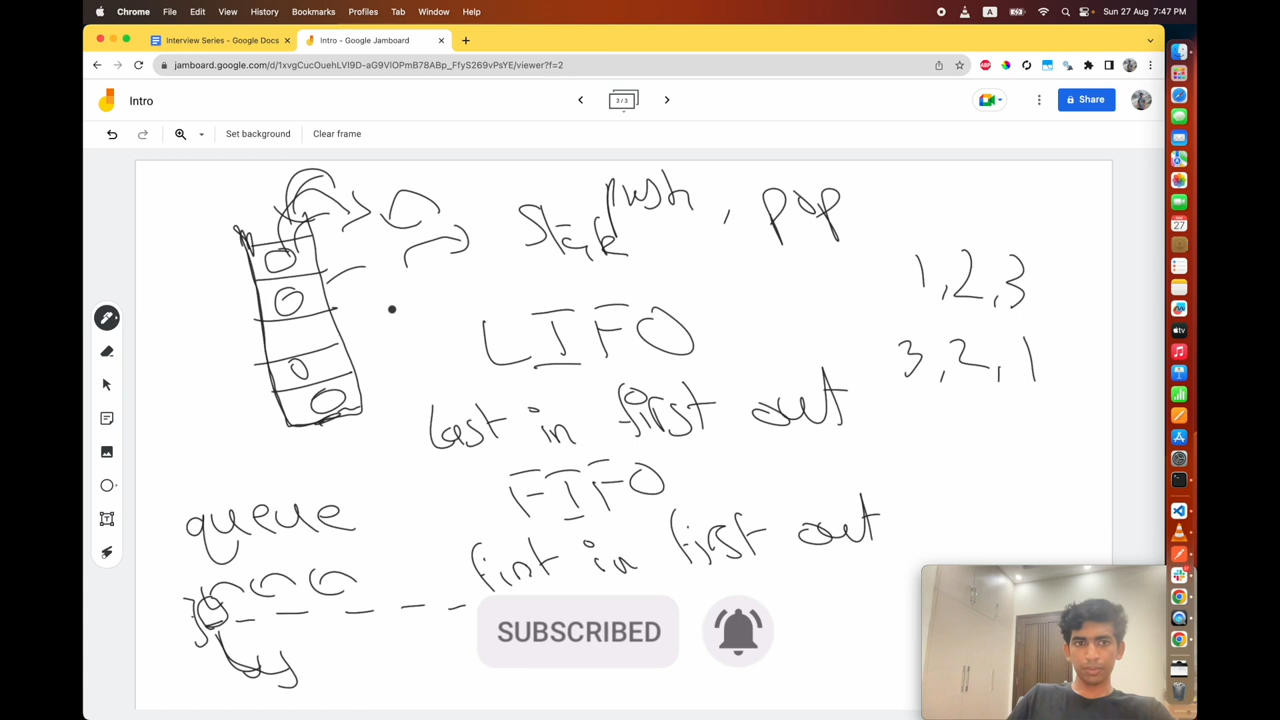 Chrome File Edit View History Bookmarks Profiles Tab Window Help A Sun 27 Aug 7:47 PM
Interview Series - Google Docs × Intro - Google Jamboard × +
jamboard.google.com/d/1xvgCucOuehLVI9D-aG9VlOPmB78ABp_FfyS269vPsYE/viewer?f=2
Intro 3/3 Share
Set background Clear frame
push , pop
Stack
1,2,3
LIFO
3,2,1
last in first out
FIFO
queue
first in first out
SUBSCRIBED